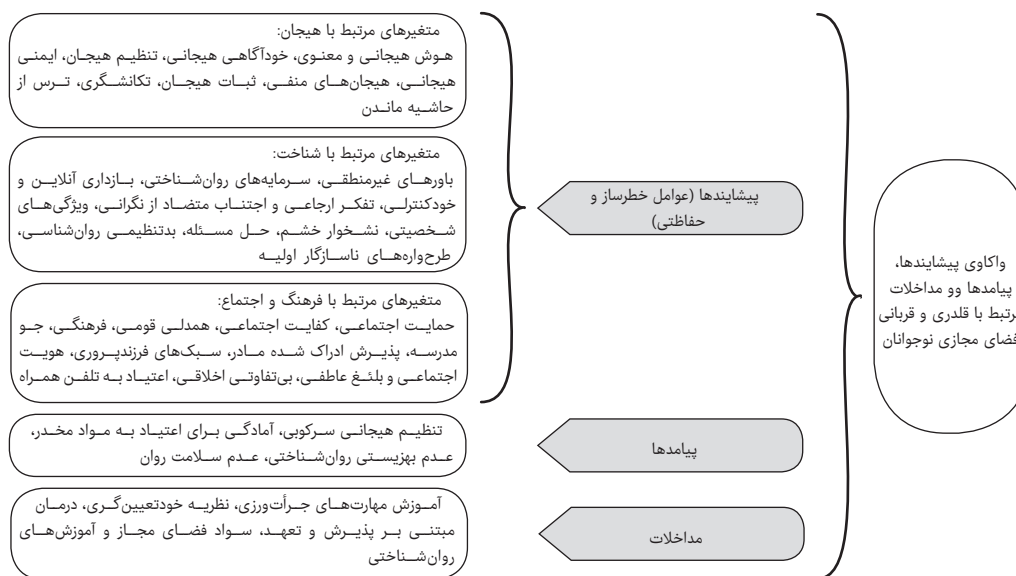 واکاوی پیشایندها،
پیامدها وو مداخلات
رتبط با قلدری و قربانی
فضای مجازی نوجوانان
پیشایندها (عوامل خطرساز و
حفاظتی)
متغیرهای مرتبط با هیجان:
هوش هیجانی و معنوی، خودآگاهی هیجانی، تنظیم هیجان، ایمنی
هیجانی، هیجان‌های منفی، ثبات هیجان، تکانشگری، ترس از
حاشیه ماندن
متغیرهای مرتبط با شناخت:
باورهای غیرمنطقی، سرمایه‌های روان‌شناختی، بازداری آنلاین و
خودکنترلی، تفکر ارجاعی و اجتناب متضاد از نگرانی، ویژگی‌های
شخصیتی، نشخوار خشم، حل مسئله، بدتنظیمی روان‌شناسی،
طرحواره‌های ناسازگار اولیه
متغیرهای مرتبط با فرهنگ و اجتماع:
حمایت اجتماعی، کفایت اجتماعی، همدلی قومی، فرهنگی، جو
مدرسه، پذیرش ادراک شده مادر، سبک‌های فرزندپروری، هویت
اجتماعی و بلئغ عاطفی، بی‌تفاوتی اخلاقی، اعتیاد به تلفن همراه
پیامدها
تنظیم هیجانی سرکوبی، آمادگی برای اعتیاد به مواد مخدر،
عدم بهزیستی روان‌شناختی، عدم سلامت روان
مداخلات
آموزش مهارت‌های جرأت‌ورزی، نظریه خودتعیین‌گری، درمان
مبتنی بر پذیرش و تعهد، سواد فضای مجاز و آموزش‌های
روان‌شناختی